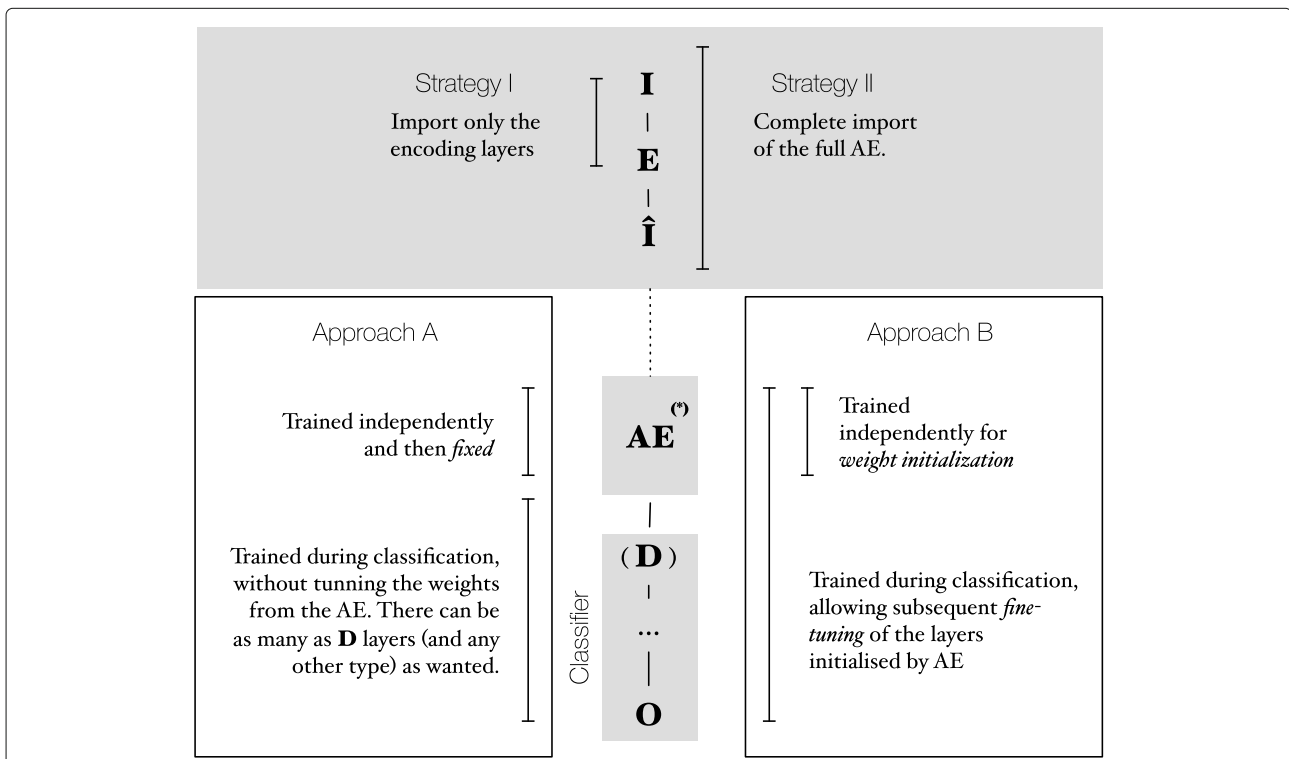 Strategy I
Import only the
encoding layers
I
E
Î
Strategy II
Complete import
of the full AE.
Approach A
Trained independently
and then fixed
Trained during classification,
without tunning the weights
from the AE. There can be
as many as D layers (and any
other type) as wanted.
AE(*)
Classifier
(D)
...
O
Approach B
Trained
independently for
weight initialization
Trained during classification,
allowing subsequent fine-
tuning of the layers
initialised by AE